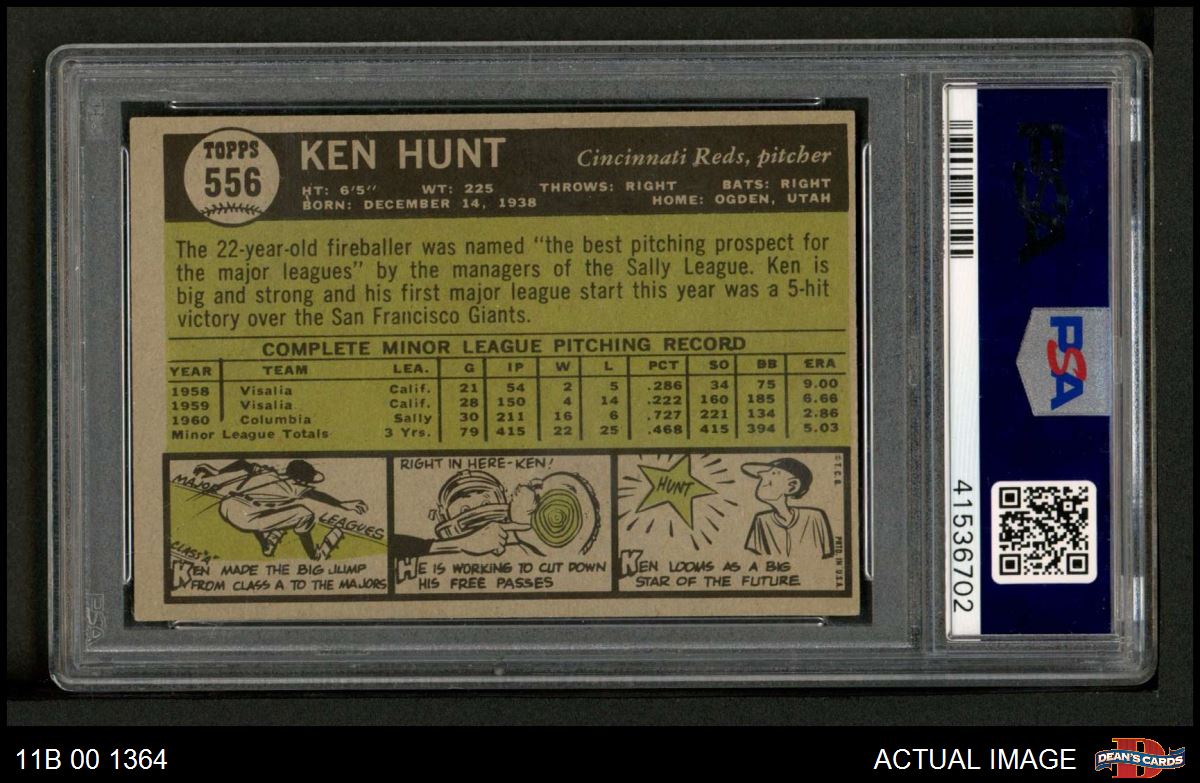 TOPPS
556
KEN HUNT
Cincinnati Reds, pitcher
HT: 6'5" WT: 225 THROWS: RIGHT BATS: RIGHT
BORN: DECEMBER 14, 1938 HOME: OGDEN, UTAH
The 22-year-old fireballer was named "the best pitching prospect for
the major leagues" by the managers of the Sally League. Ken is
big and strong and his first major league start this year was a 5-hit
victory over the San Francisco Giants.
COMPLETE MINOR LEAGUE PITCHING RECORD
YEAR TEAM LEA. G IP W L PCT SO BB ERA
1958 Visalia Calif. 21 54 2 5 .286 34 75 9.00
1959 Visalia Calif. 28 150 4 14 .222 160 185 6.66
1960 Columbia Sally 30 211 16 6 .727 221 134 2.86
Minor League Totals 3 Yrs. 79 415 22 25 .468 415 394 5.03
MAJOR
LEAGUES
CLASS "A"
KEN MADE THE BIG JUMP
FROM CLASS A TO THE MAJORS
RIGHT IN HERE-KEN!
HE IS WORKING TO CUT DOWN
HIS FREE PASSES
HUNT
KEN LOOMS AS A BIG
STAR OF THE FUTURE
©T.C.G.
PRTD. IN U.S.A.
PSA
PSA
41536702
PSA
11B 00 1364
ACTUAL IMAGE
DEAN'S CARDS